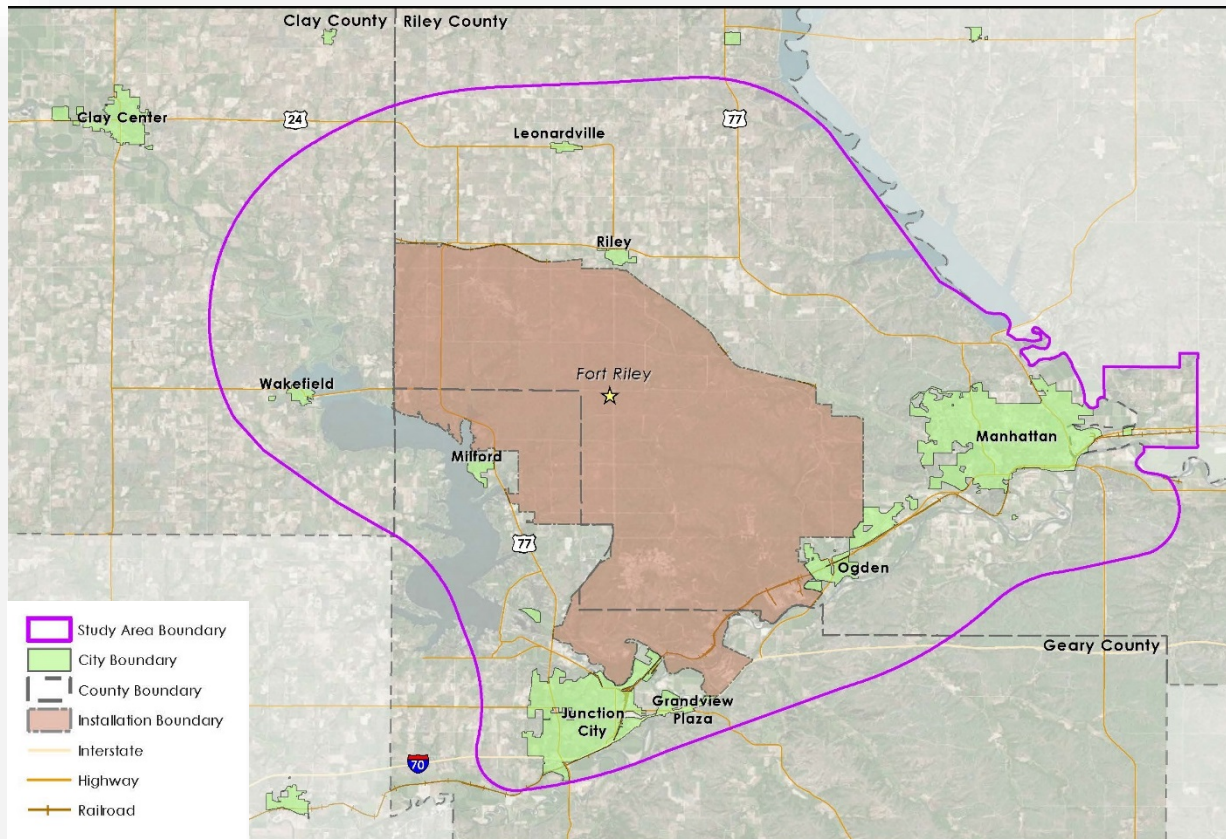 Clay County
Riley County
Clay Center
24
Leonardville
77
Riley
Fort Riley
Wakefield
Manhattan
Milford
77
Ogden
Geary County
Grandview
Plaza
Junction
City
70
Study Area Boundary
City Boundary
County Boundary
Installation Boundary
Interstate
Highway
Railroad